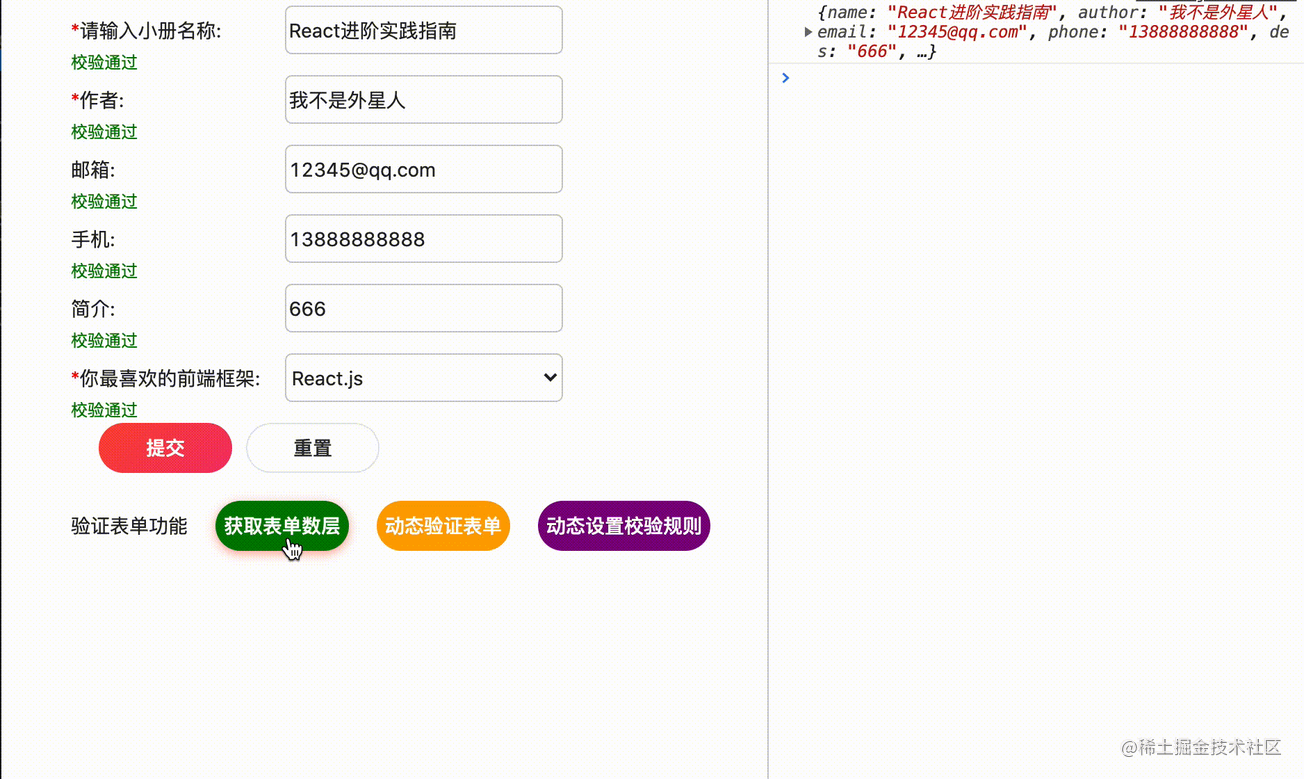 *请输入小册名称: React进阶实践指南
校验通过
*作者: 我不是外星人
校验通过
邮箱: 12345@qq.com
校验通过
手机: 13888888888
校验通过
简介: 666
校验通过
*你最喜欢的前端框架: React.js
校验通过
提交 重置
验证表单功能 获取表单数层 动态验证表单 动态设置校验规则
{name: "React进阶实践指南", author: "我不是外星人",
email: "12345@qq.com", phone: "13888888888", de
s: "666", …}
@稀土掘金技术社区